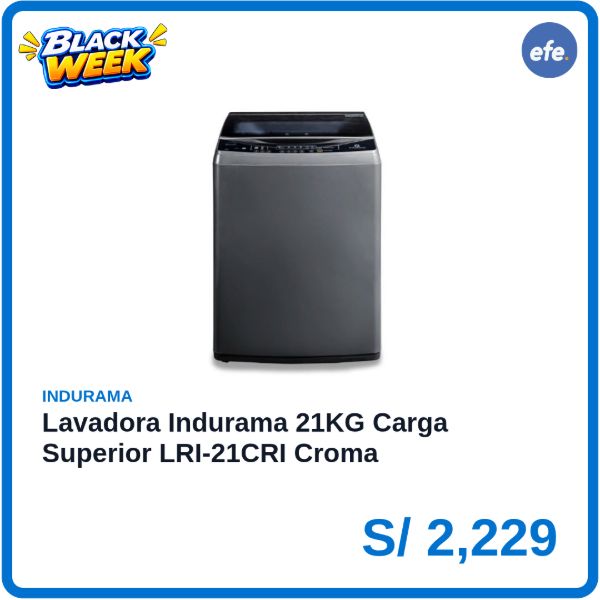 BLACK
WEEK
efe.
INDURAMA
Lavadora Indurama 21KG Carga
Superior LRI-21CRI Croma
S/ 2,229